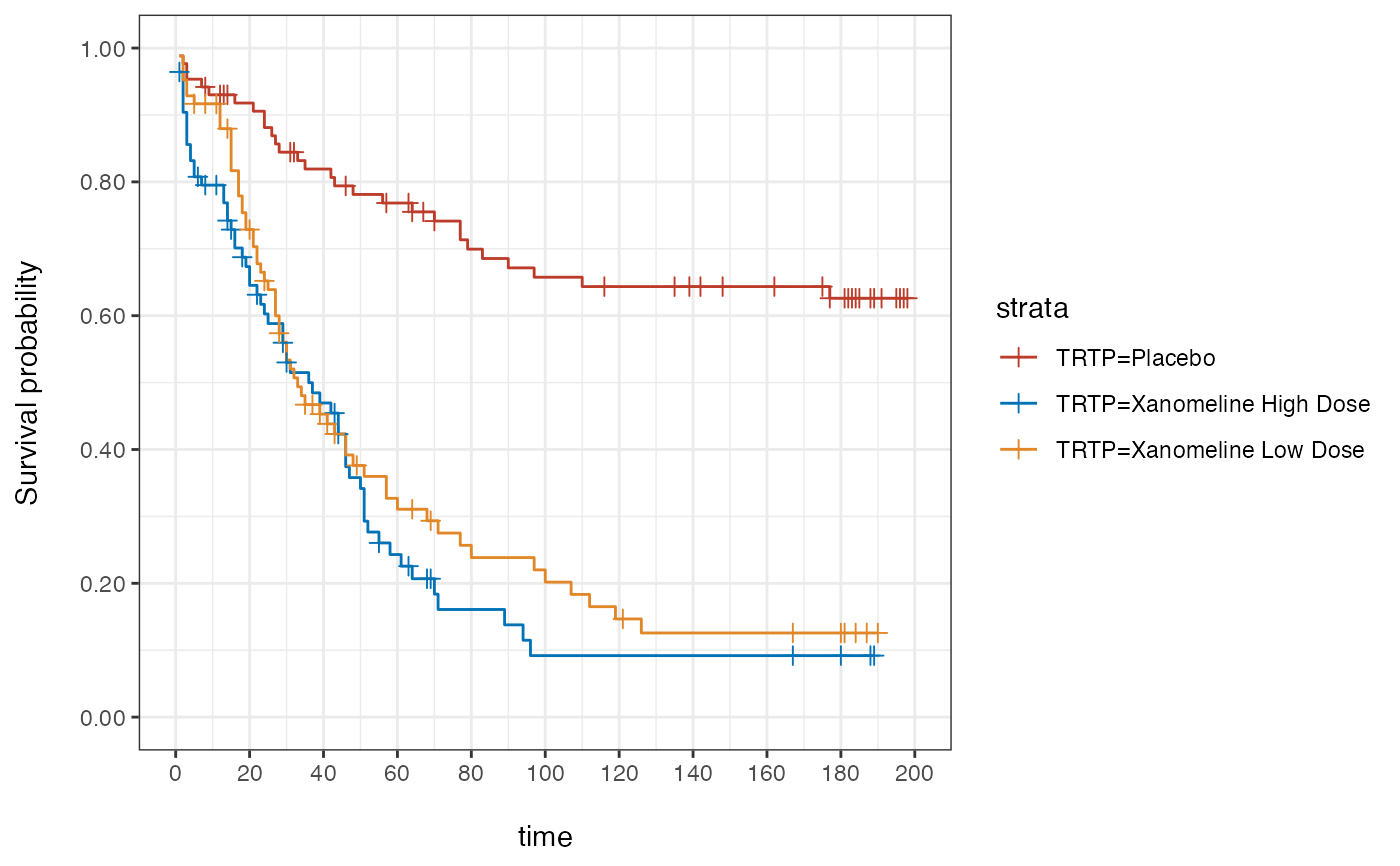 1.00
0.80
0.60
0.40
0.20
0.00
Survival probability
0 20 40 60 80 100 120 140 160 180 200
time
strata
TRTP=Placebo
TRTP=Xanomeline High Dose
TRTP=Xanomeline Low Dose